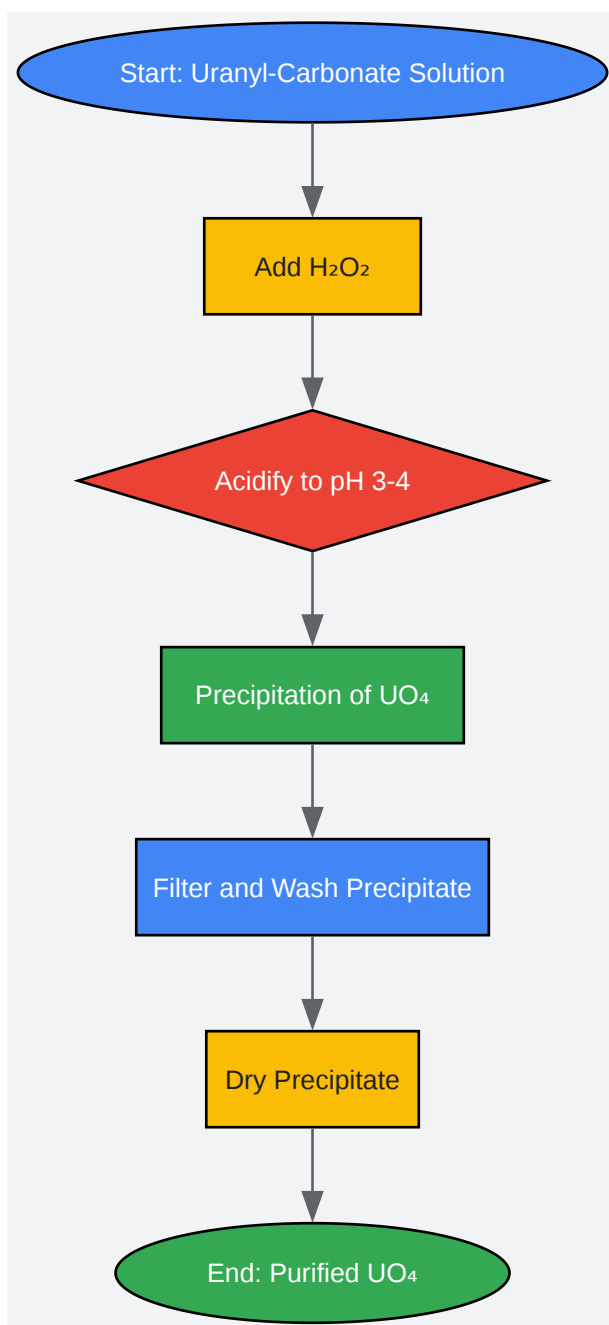 Start: Uranyl-Carbonate Solution
Add H₂O₂
Acidify to pH 3-4
Precipitation of UO₄
Filter and Wash Precipitate
Dry Precipitate
End: Purified UO₄